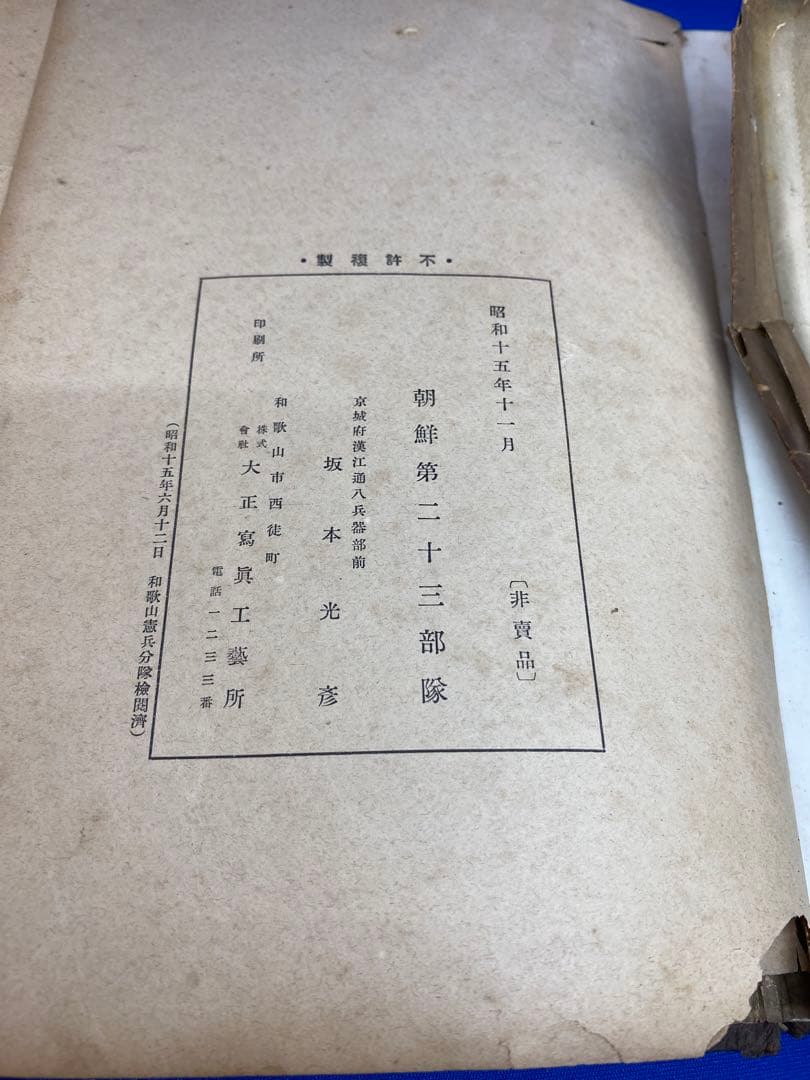 ・不許複製・
昭和十五年十一月
〔非賣品〕
朝鮮第二十三部隊
京城府漢江通八兵器部前
坂本光彥
印刷所
和歌山市西徒町
株式會社大正寫眞工藝所
電話一二三三番
(昭和十五年六月十二日 和歌山憲兵分隊檢閱濟)